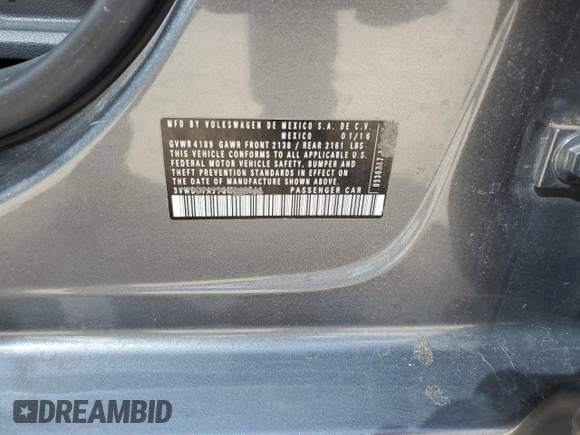 MFD BY VOLKSWAGEN DE MEXICO S.A. DE C.V.
MEXICO 01/16
GVWR 4189 GAWR FRONT 2138 / REAR 2161 LBS
THIS VEHICLE CONFORMS TO ALL APPLICABLE U.S.
FEDERAL MOTOR VEHICLE SAFETY, BUMPER AND
THEFT PREVENTION STANDARDS IN EFFECT ON
THE DATE OF MANUFACTURE SHOWN ABOVE.
PASSENGER CAR
DREAMBID